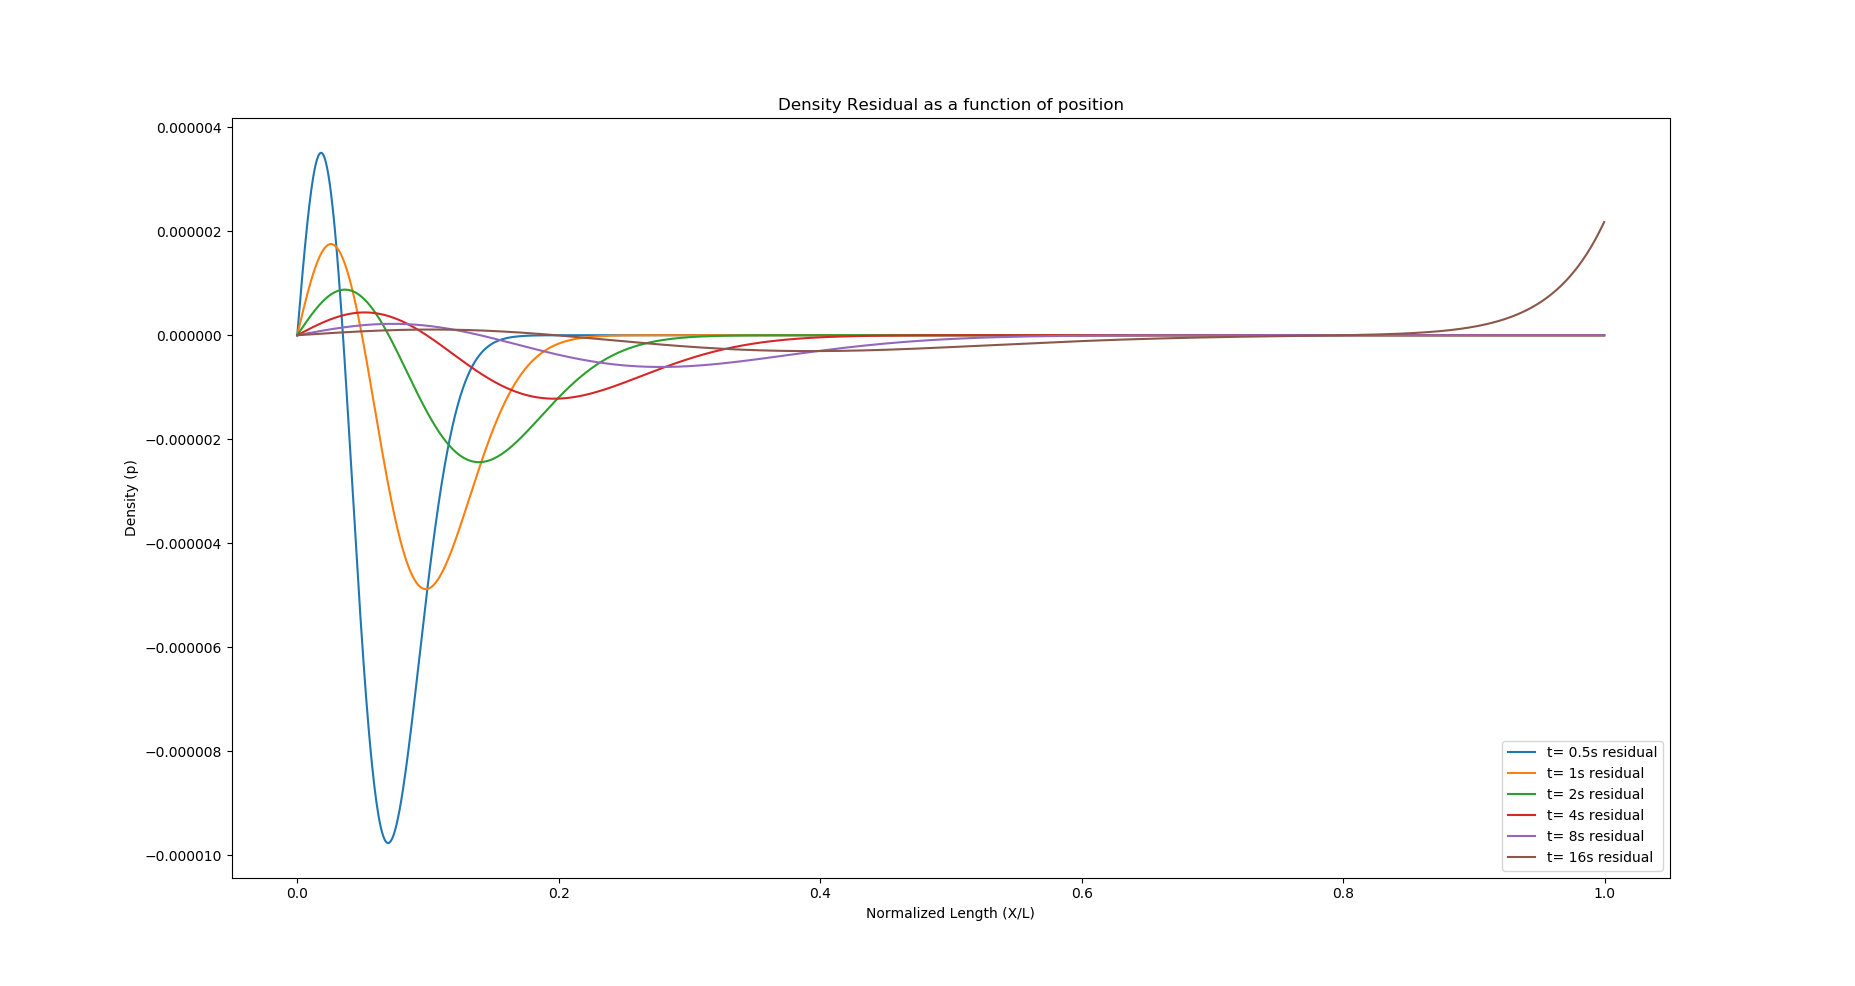 Density Residual as a function of position
0.000004
0.000002
0.000000
−0.000002
−0.000004
−0.000006
−0.000008
−0.000010
Density (p)
t= 0.5s residual
t= 1s residual
t= 2s residual
t= 4s residual
t= 8s residual
t= 16s residual
0.0 0.2 0.4 0.6 0.8 1.0
Normalized Length (X/L)